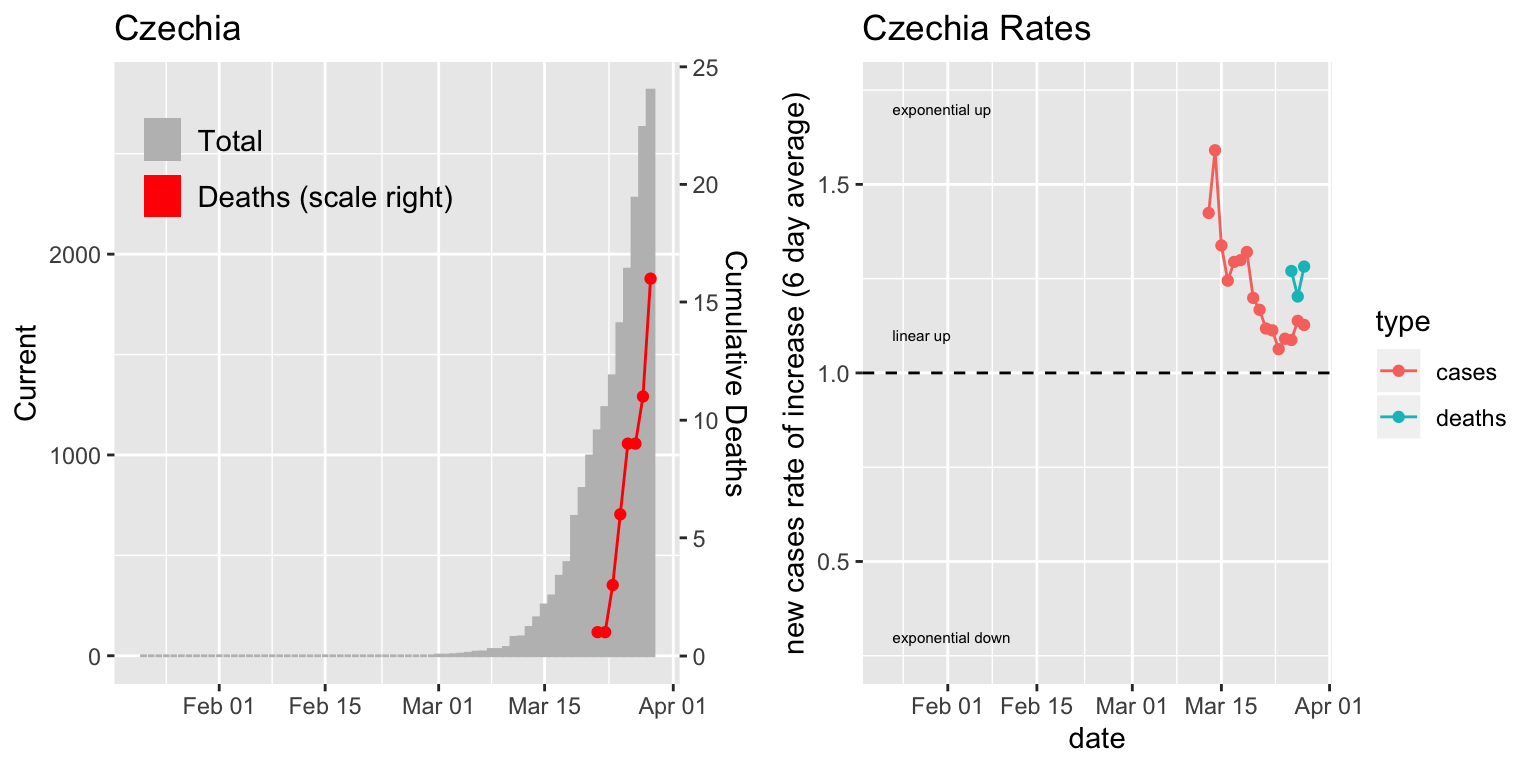 Czechia
Total
Deaths (scale right)
Current
0
1000
2000
0
5
10
15
20
25
Cumulative Deaths
Feb 01
Feb 15
Mar 01
Mar 15
Apr 01
Czechia Rates
new cases rate of increase (6 day average)
exponential up
linear up
exponential down
1.5
1.0
0.5
Feb 01
Feb 15
Mar 01
Mar 15
Apr 01
date
type
cases
deaths